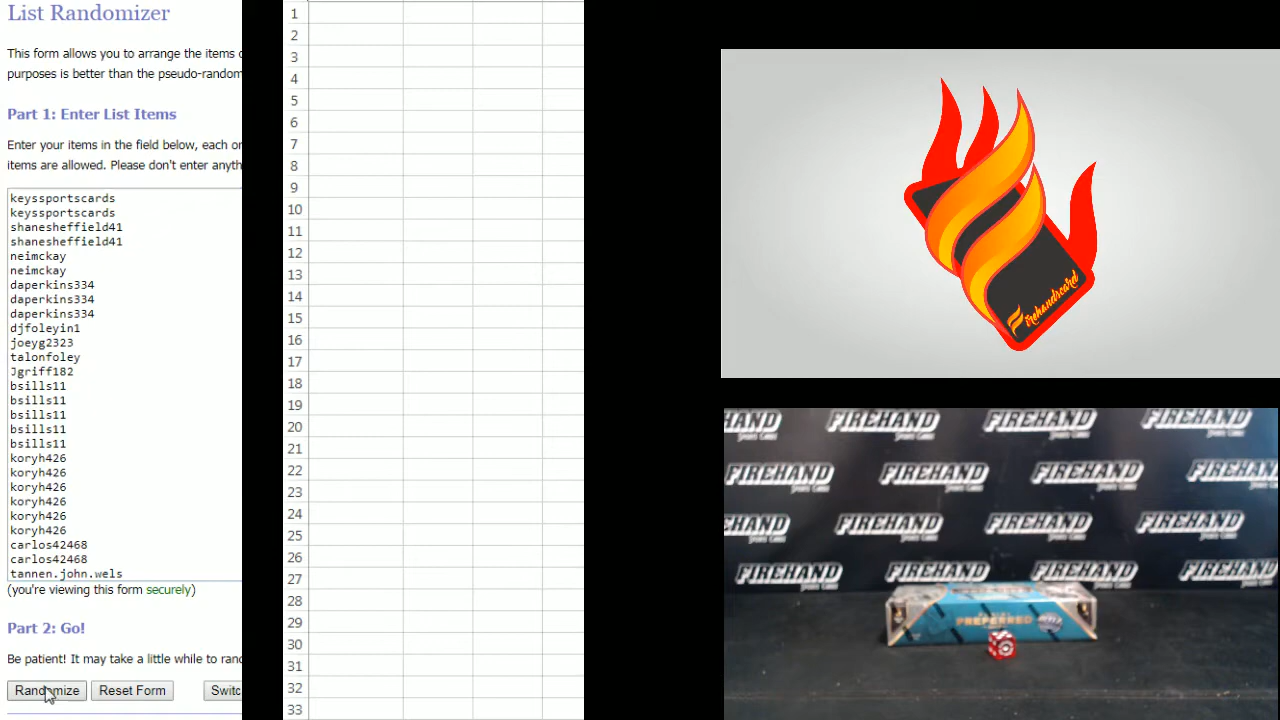 List Randomizer
This form allows you to arrange the items
purposes is better than the pseudo-random
Part 1: Enter List Items
Enter your items in the field below, each
items are allowed. Please don't enter
keyssportscards
keyssportscards
shanesheffield41
shanesheffield41
neimckay
neimckay
daperkins334
daperkins334
daperkins334
djfoleyin1
joeyg2323
talonfoley
Jgriff182
bsills11
bsills11
bsills11
bsills11
bsills11
koryh426
koryh426
koryh426
koryh426
koryh426
koryh426
carlos42468
carlos42468
tannen.john.wels
(you're viewing this form securely)
Part 2: Go!
Be patient! It may take a little while to
Randomize Reset Form
1
2
3
4
5
6
7
8
9
10
11
12
13
14
15
16
17
18
19
20
21
22
23
24
25
26
27
28
29
30
31
32
33
Firehandscard
FIREHAND FIREHAND FIREHAND
FIREHAND FIREHAND FIREHAND FIREHAND
FIREHAND FIREHAND FIREHAND
FIREHAND FIREHAND FIREHAND FIREHAND
PREFERRED